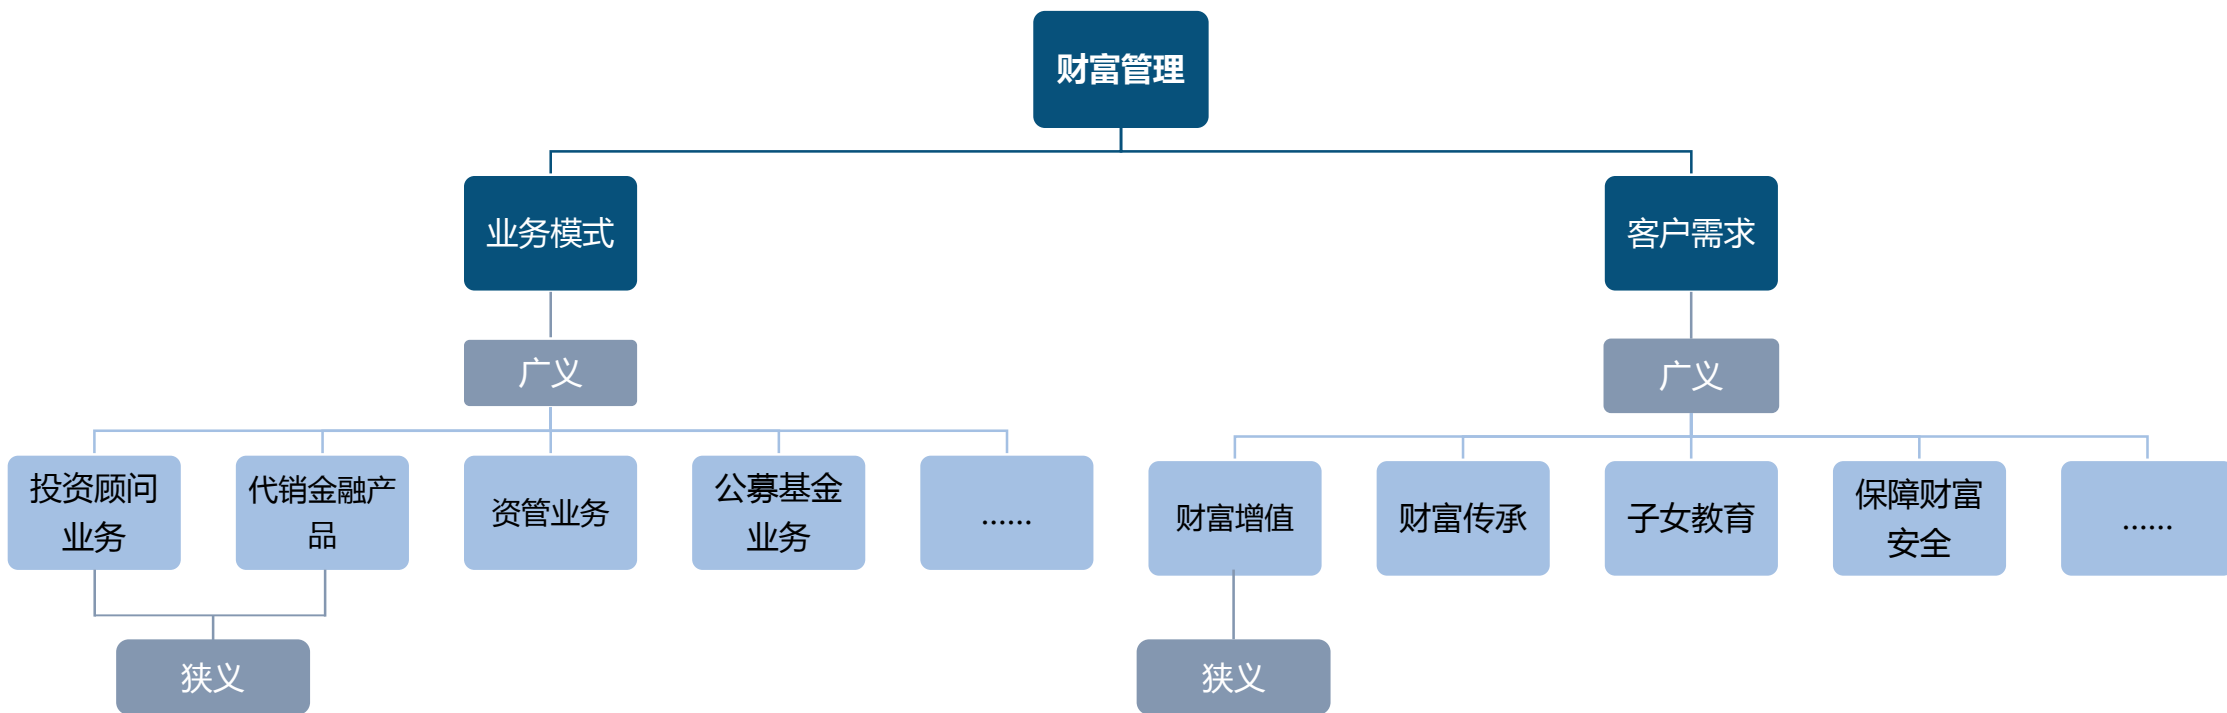 财富管理
业务模式
客户需求
广义
广义
投资顾问
业务
代销金融产
品
资管业务
公募基金
业务
……
财富增值
财富传承
子女教育
保障财富
安全
……
狭义
狭义